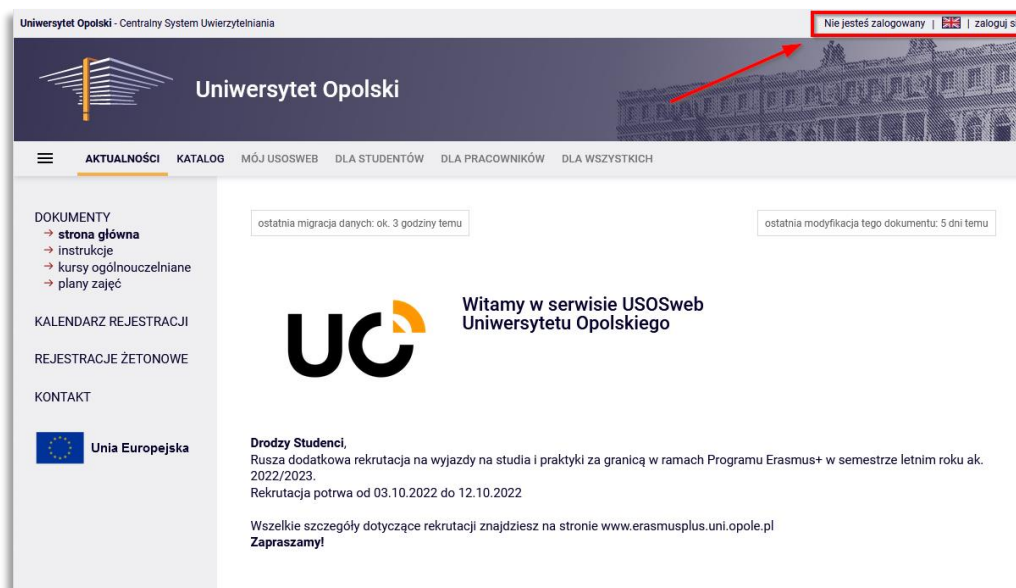 Uniwersytet Opolski - Centralny System Uwierzytelniania
Nie jesteś zalogowany | | zaloguj si
Uniwersytet Opolski
AKTUALNOŚCI KATALOG MÓJ USOSWEB DLA STUDENTÓW DLA PRACOWNIKÓW DLA WSZYSTKICH
DOKUMENTY
→ strona główna
→ instrukcje
→ kursy ogólnouczelniane
→ plany zajęć
KALENDARZ REJESTRACJI
REJESTRACJE ŻETONOWE
KONTAKT
Unia Europejska
ostatnia migracja danych: ok. 3 godziny temu
ostatnia modyfikacja tego dokumentu: 5 dni temu
UO
Witamy w serwisie USOSweb
Uniwersytetu Opolskiego
Drodzy Studenci,
Rusza dodatkowa rekrutacja na wyjazdy na studia i praktyki za granicą w ramach Programu Erasmus+ w semestrze letnim roku ak.
2022/2023.
Rekrutacja potrwa od 03.10.2022 do 12.10.2022
Wszelkie szczegóły dotyczące rekrutacji znajdziesz na stronie www.erasmusplus.uni.opole.pl
Zapraszamy!